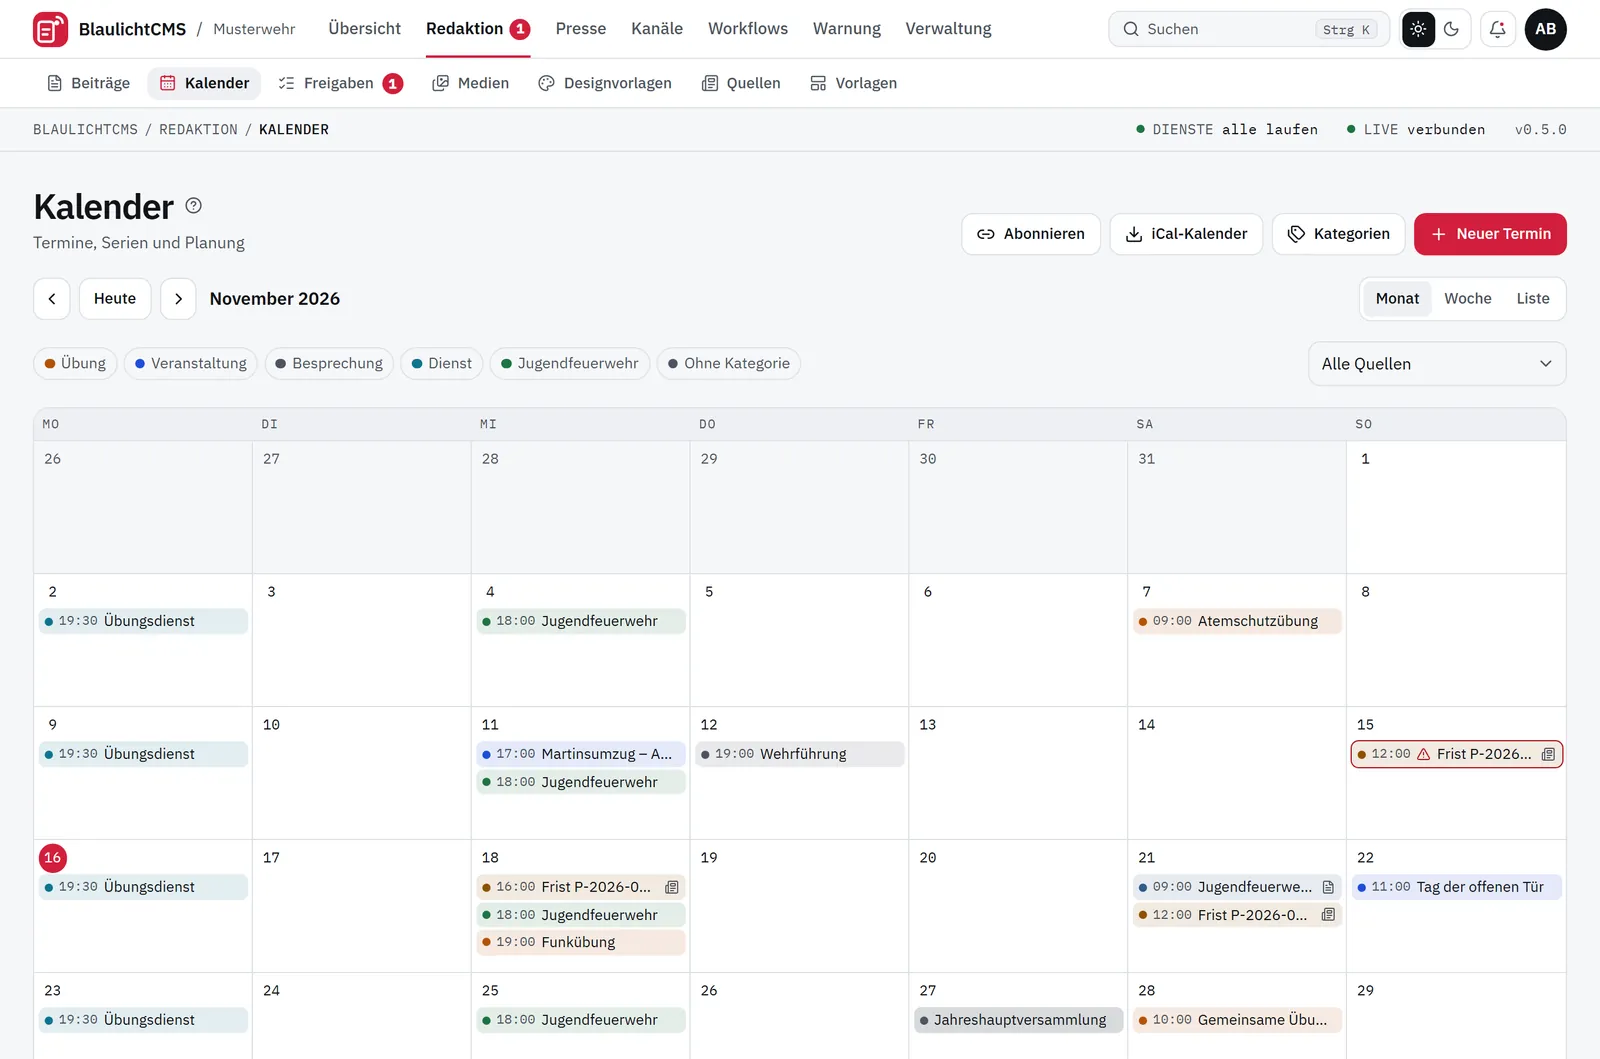 BlaulichtCMS / Musterwehr Übersicht Redaktion 1 Presse Kanäle Workflows Warnung Verwaltung Suchen Strg K AB
Beiträge Kalender Freigaben 1 Medien Designvorlagen Quellen Vorlagen
BLAULICHTCMS / REDAKTION / KALENDER DIENSTE alle laufen LIVE verbunden v0.5.0
Kalender
Termine, Serien und Planung
Abonnieren iCal-Kalender Kategorien + Neuer Termin
Heute November 2026 Monat Woche Liste
Übung Veranstaltung Besprechung Dienst Jugendfeuerwehr Ohne Kategorie Alle Quellen
MO DI MI DO FR SA SO
26 27 28 29 30 31 1
2 3 4 5 6 7 8
19:30 Übungsdienst 18:00 Jugendfeuerwehr 09:00 Atemschutzübung
9 10 11 12 13 14 15
19:30 Übungsdienst 17:00 Martinsumzug – A... 19:00 Wehrführung 12:00 Frist P-2026...
18:00 Jugendfeuerwehr
16 17 18 19 20 21 22
19:30 Übungsdienst 16:00 Frist P-2026-0... 09:00 Jugendfeuerwe... 11:00 Tag der offenen Tür
18:00 Jugendfeuerwehr 12:00 Frist P-2026-0...
19:00 Funkübung
23 24 25 26 27 28 29
19:30 Übungsdienst 18:00 Jugendfeuerwehr Jahreshauptversammlung 10:00 Gemeinsame Übu...